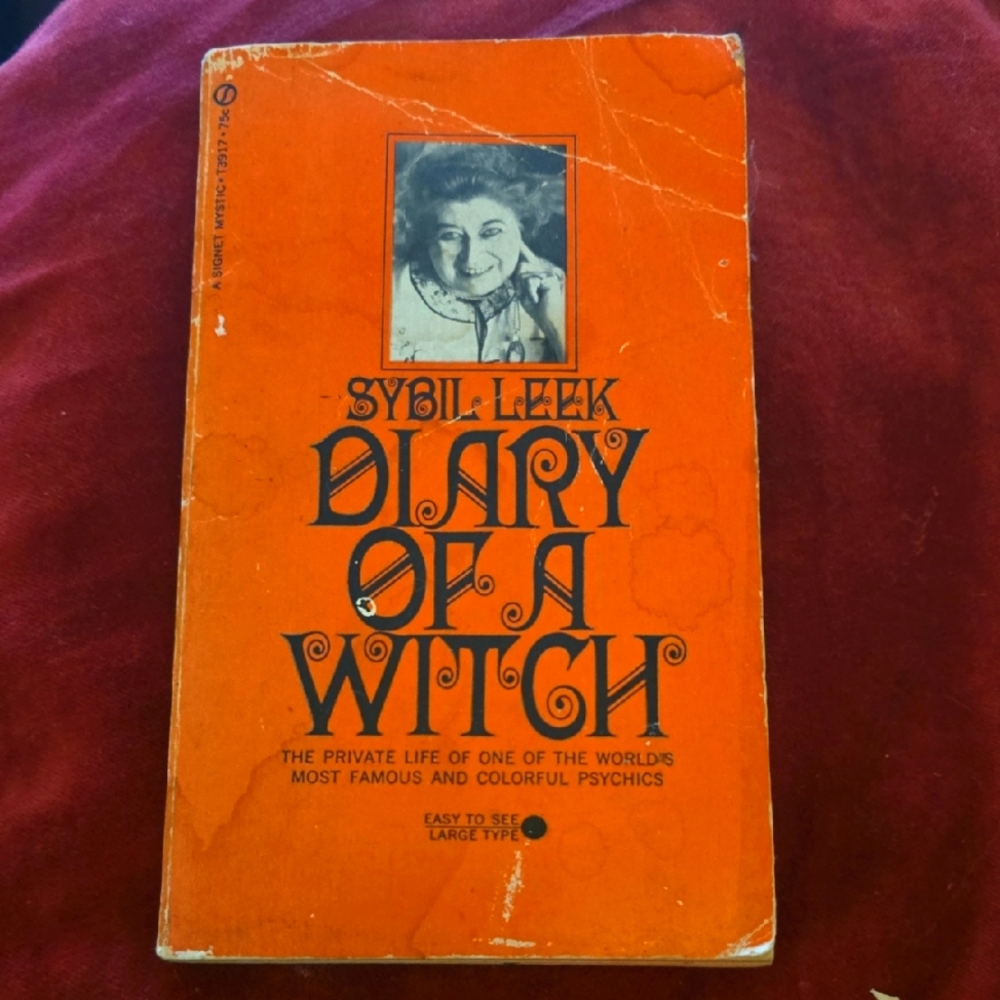 A SIGNET MYSTIC • T3917 • 75c
SYBIL LEEK
DIARY
OF A
WITCH
THE PRIVATE LIFE OF ONE OF THE WORLD'S
MOST FAMOUS AND COLORFUL PSYCHICS
EASY TO SEE
LARGE TYPE